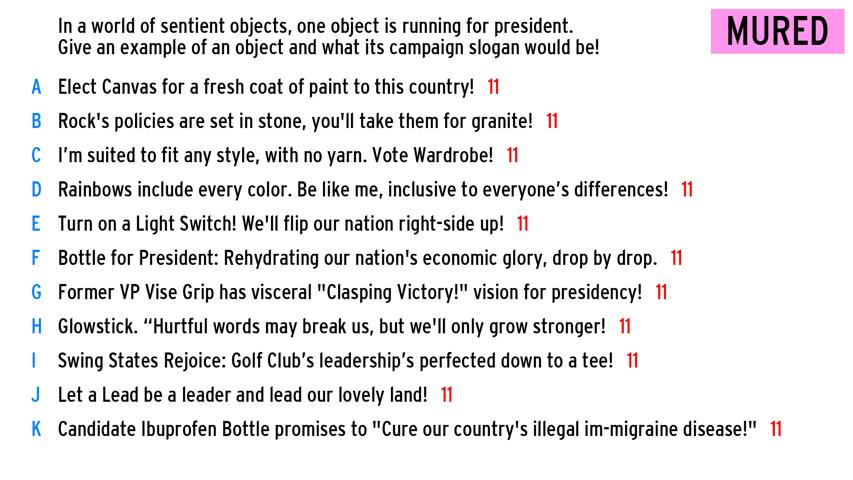 In a world of sentient objects, one object is running for president.
Give an example of an object and what its campaign slogan would be!
MURED
A Elect Canvas for a fresh coat of paint to this country! 11
B Rock's policies are set in stone, you'll take them for granite! 11
C I’m suited to fit any style, with no yarn. Vote Wardrobe! 11
D Rainbows include every color. Be like me, inclusive to everyone’s differences! 11
E Turn on a Light Switch! We'll flip our nation right-side up! 11
F Bottle for President: Rehydrating our nation's economic glory, drop by drop. 11
G Former VP Vise Grip has visceral "Clasping Victory!" vision for presidency! 11
H Glowstick. “Hurtful words may break us, but we'll only grow stronger! 11
I Swing States Rejoice: Golf Club’s leadership’s perfected down to a tee! 11
J Let a Lead be a leader and lead our lovely land! 11
K Candidate Ibuprofen Bottle promises to "Cure our country's illegal im-migraine disease!" 11